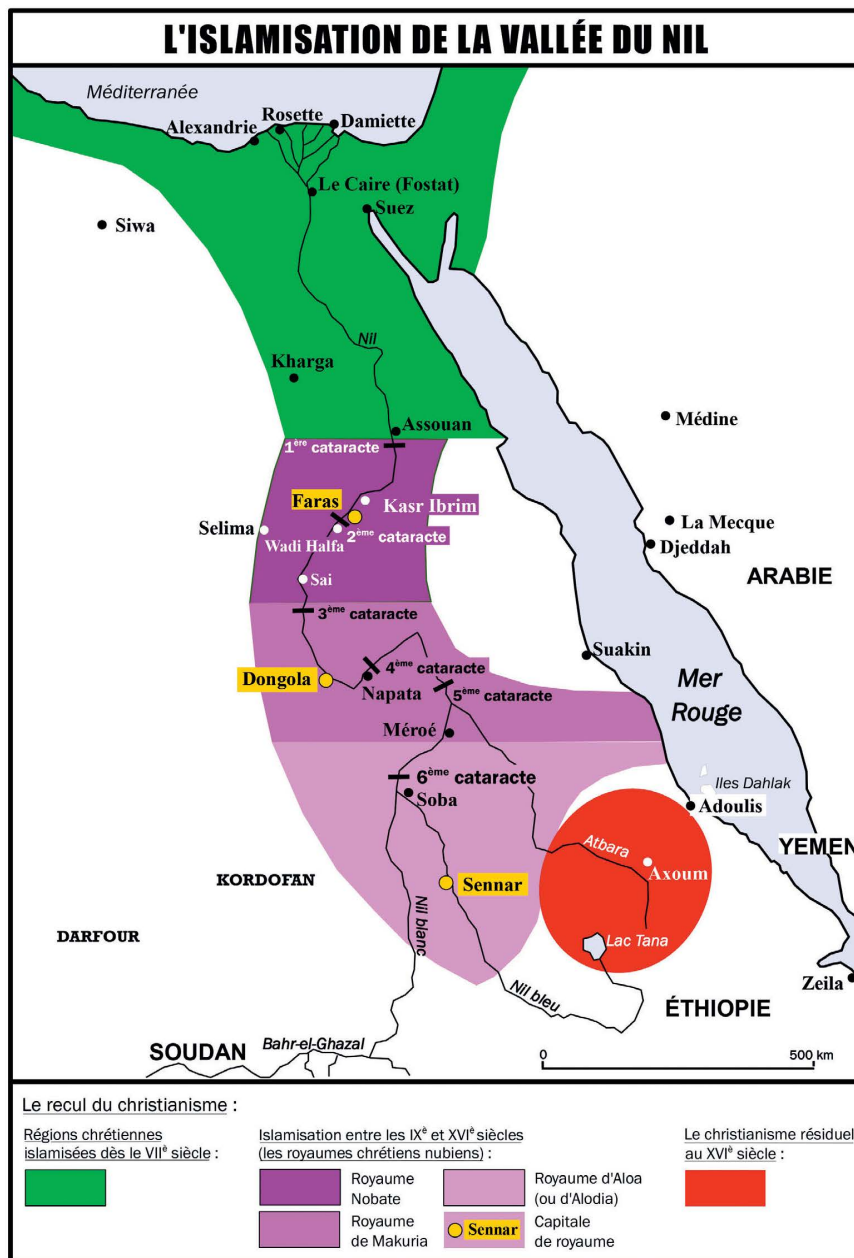 L'ISLAMISATION DE LA VALLÉE DU NIL
Méditerranée
Rosette
Damiette
Alexandrie
Le Caire (Fostat)
Suez
Siwa
Nil
Kharga
Assouan
Médine
1ère cataracte
Faras
Kasr Ibrim
Selima
Wadi Halfa
2ème cataracte
La Mecque
Djeddah
ARABIE
Sai
3ème cataracte
Suakin
4ème cataracte
Dongola
Napata
5ème cataracte
Mer
Rouge
Méroé
6ème cataracte
Soba
Iles Dahlak
Adoulis
YEMEN
Atbara
Axoum
KORDOFAN
Sennar
Nil blanc
DARFOUR
Lac Tana
Zeila
Nil bleu
ÉTHIOPIE
SOUDAN
Bahr-el-Ghazal
0
500 km
Le recul du christianisme :
Régions chrétiennes
islamisées dès le VIIè siècle :
Islamisation entre les IXè et XVIè siècles
(les royaumes chrétiens nubiens) :
Royaume
Nobate
Royaume d'Aloa
(ou d'Alodia)
Royaume
de Makuria
Sennar
Capitale
de royaume
Le christianisme résiduel
au XVIè siècle :